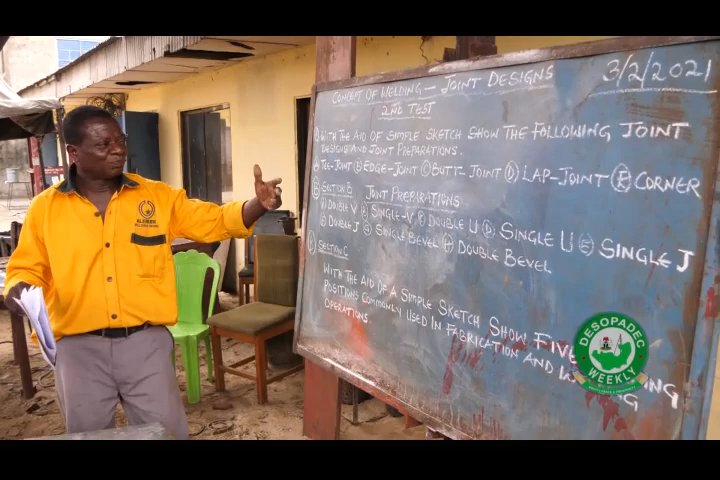 CONCEPT OF WELDING - JOINT DESIGNS
3/2/2021
2ND TEST
WITH THE AID OF SIMPLE SKETCH SHOW THE FOLLOWING JOINT
DESIGNS AND JOINT PREPARATIONS.
TEE-JOINT (B) EDGE-JOINT (C) BUTT-JOINT (D) LAP-JOINT (E) CORNER
SECTION B JOINT PREPARATIONS
DOUBLE V SINGLE-V DOUBLE U SINGLE U SINGLE J
DOUBLE J SINGLE BEVEL DOUBLE BEVEL
SECTION C
WITH THE AID OF A SIMPLE SKETCH SHOW FIVE
POSITIONS COMMONLY USED IN FABRICATION AND
OPERATIONS.
DESOPADEC
WEEKLY